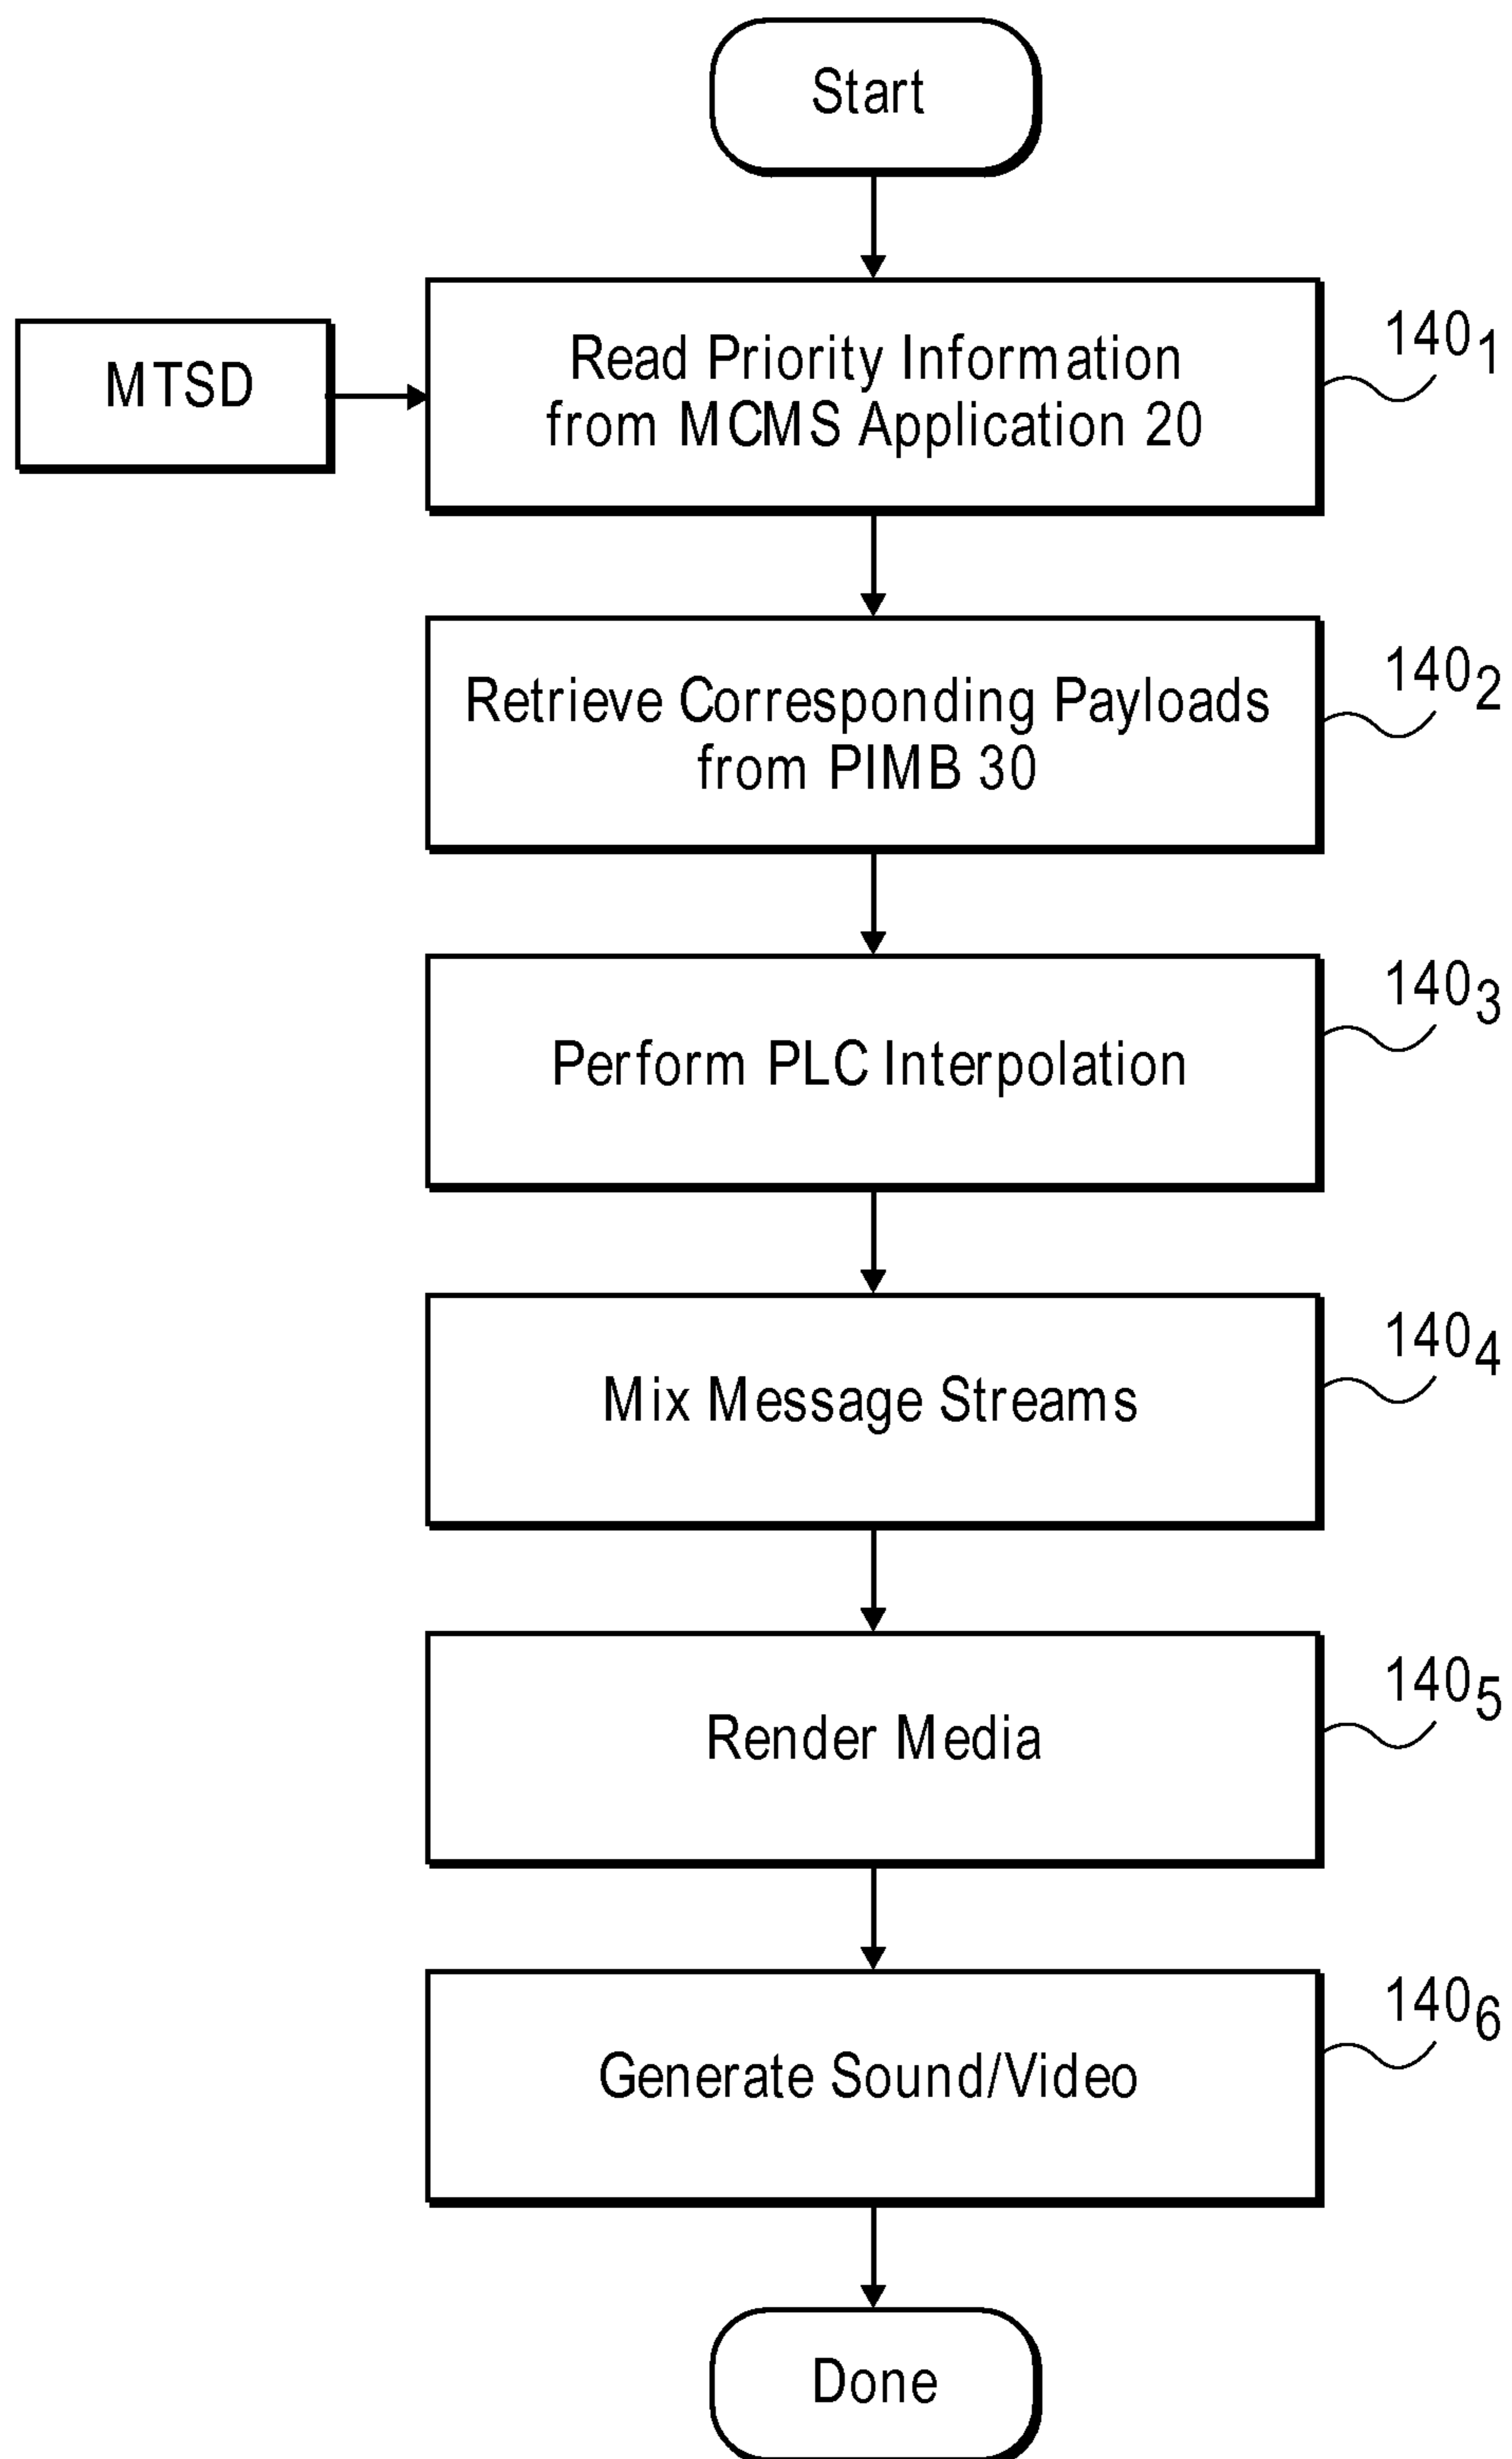 Start
MTSD
Read Priority Information
from MCMS Application 20
140₁
Retrieve Corresponding Payloads
from PIMB 30
140₂
Perform PLC Interpolation
140₃
Mix Message Streams
140₄
Render Media
140₅
Generate Sound/Video
140₆
Done